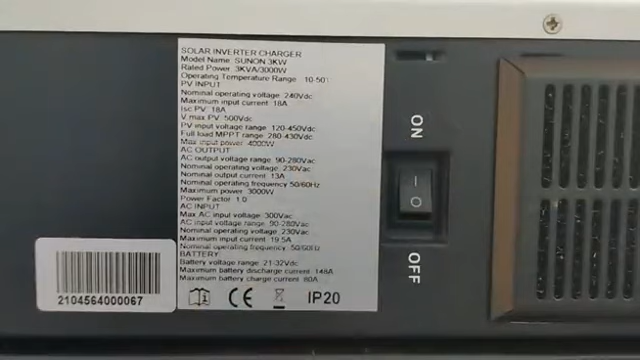 SOLAR INVERTER CHARGER
Model Name: SUNON 3KW
Rated Power: 3KVA/3000W
Operating Temperature Range: 10-50
PV INPUT
Nominal operating voltage: 240Vdc
Maximum input current: 18A
Isc PV: 18A
V max PV: 500Vdc
PV input voltage range: 120-450Vdc
Full load MPPT range: 280-430Vdc
Max input power: 4000W
AC OUTPUT
AC output voltage range: 90-280Vac
Nominal operating voltage: 230Vac
Nominal output current: 13A
Nominal operating frequency 50/60Hz
Maximum power: 3000W
Power Factor: 1.0
AC INPUT
Max AC input voltage: 300Vac
AC input voltage range: 90-280Vac
Nominal operating voltage: 230Vac
Maximum input current: 19.5A
Nominal operating frequency: 50/60Hz
BATTERY
Battery voltage range: 21-32Vdc
Maximum battery discharge current: 148A
Maximum battery charge current: 80A
CE IP20
2104564000067
ON
OFF